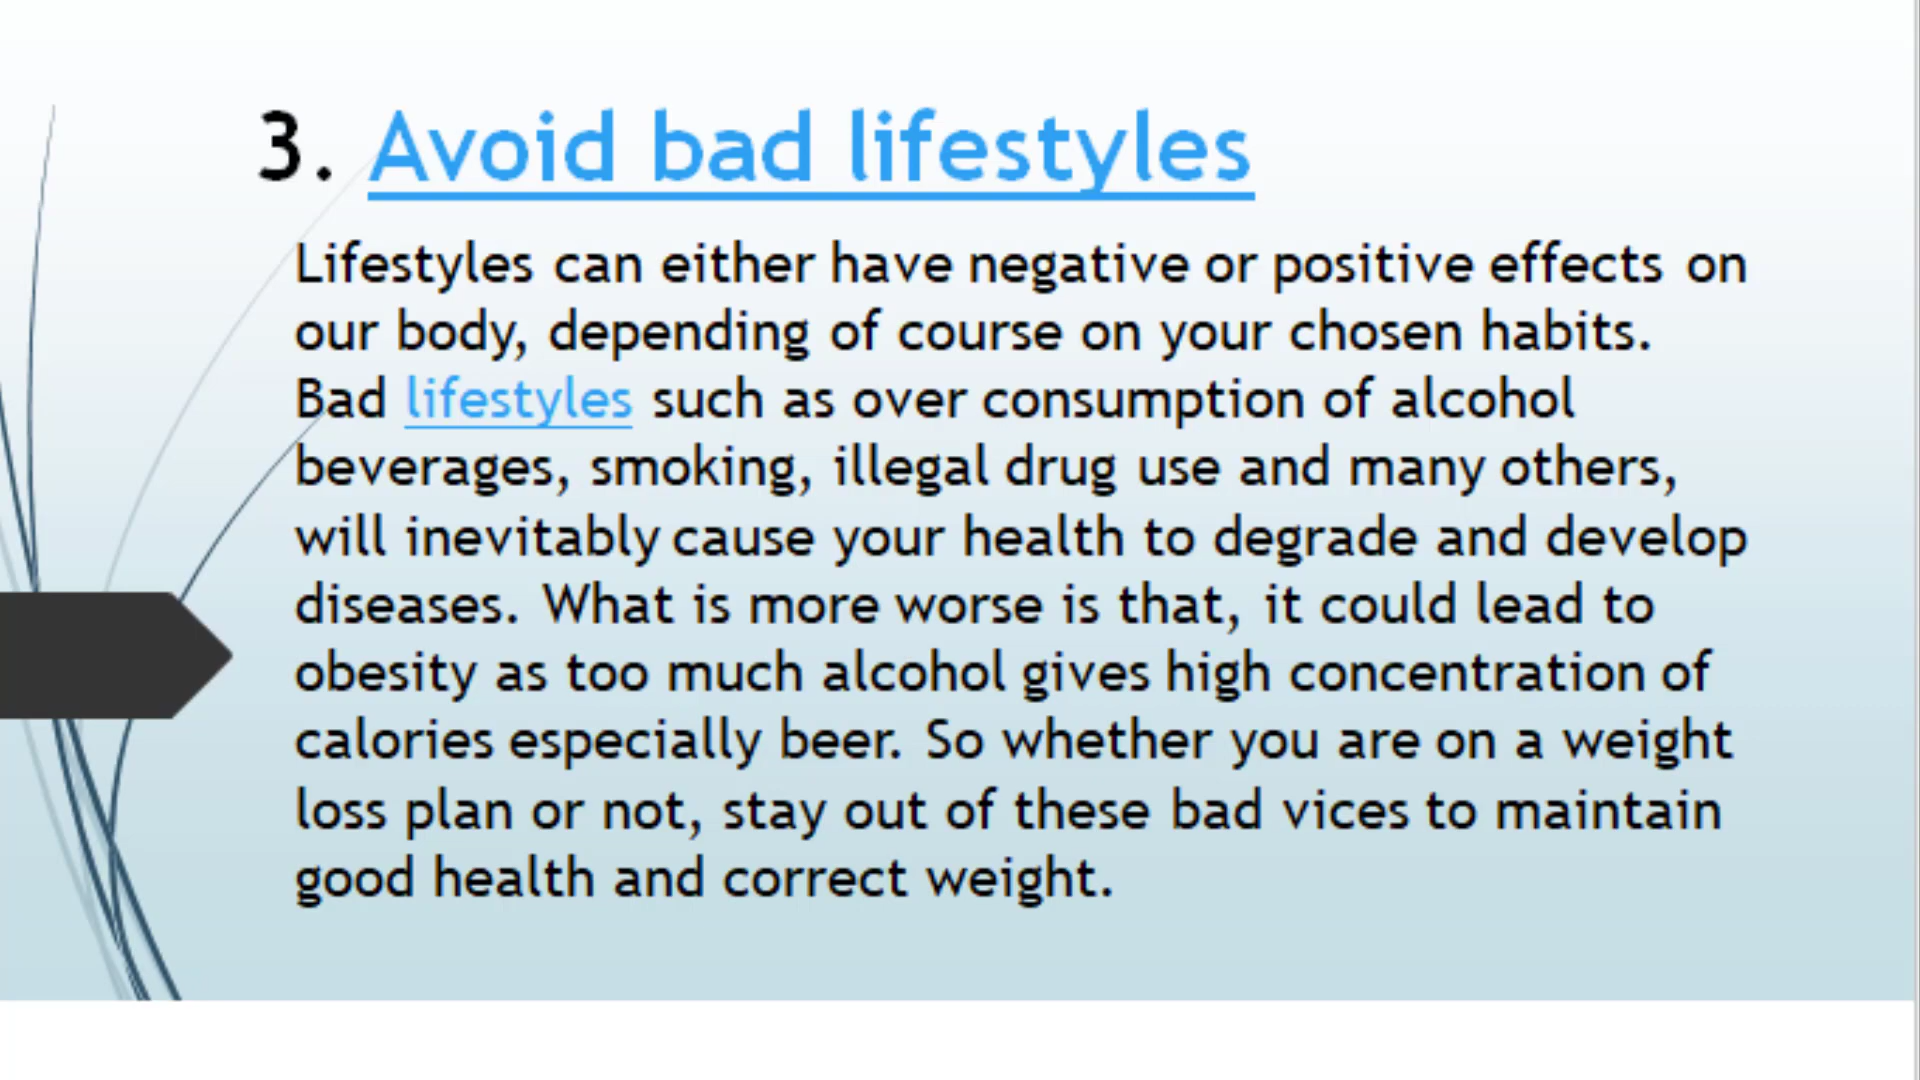 3. Avoid bad lifestyles
Lifestyles can either have negative or positive effects on
our body, depending of course on your chosen habits.
Bad lifestyles such as over consumption of alcohol
beverages, smoking, illegal drug use and many others,
will inevitably cause your health to degrade and develop
diseases. What is more worse is that, it could lead to
obesity as too much alcohol gives high concentration of
calories especially beer. So whether you are on a weight
loss plan or not, stay out of these bad vices to maintain
good health and correct weight.